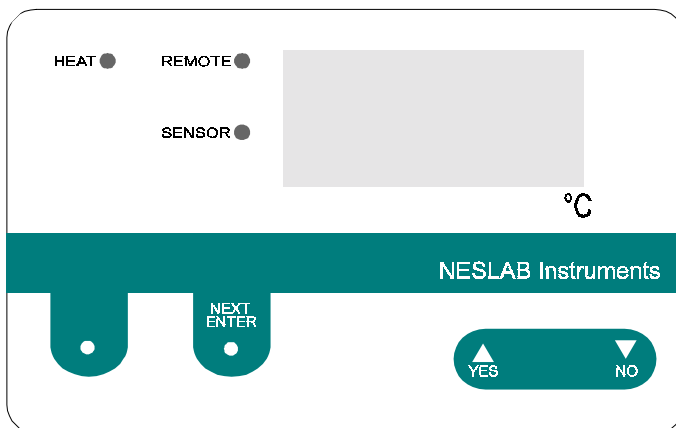 HEAT
REMOTE
SENSOR
°C
NESLAB Instruments
NEXT
ENTER
YES
NO